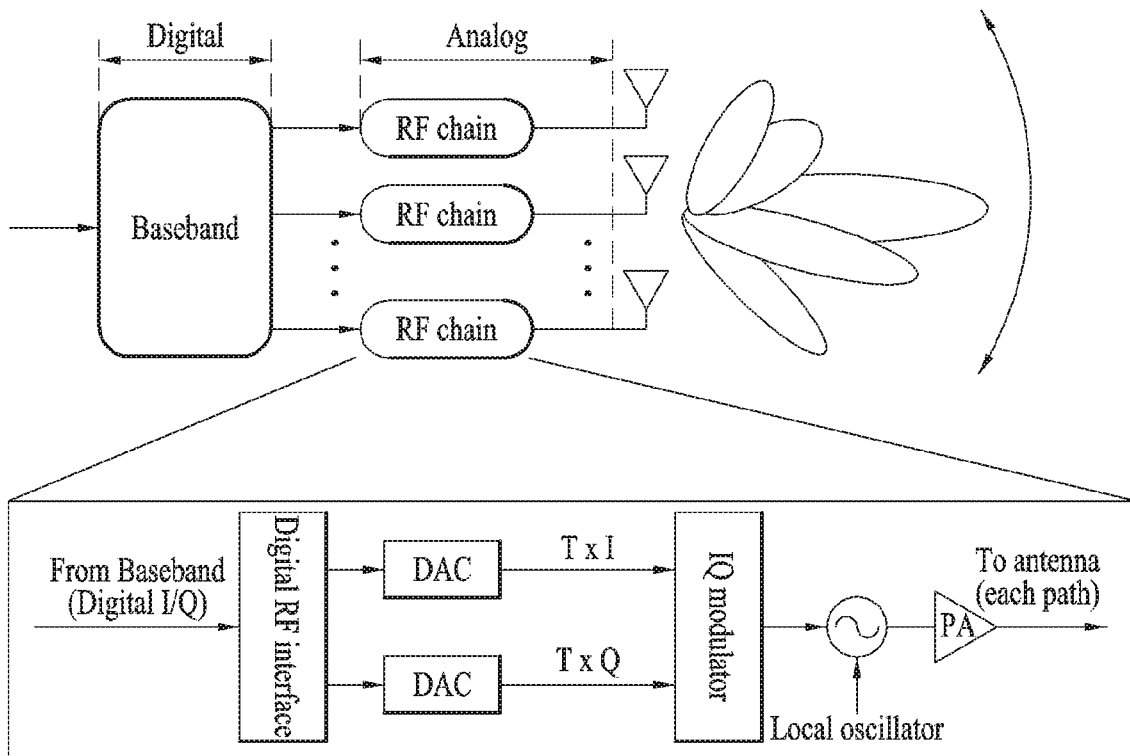 Digital
Analog
Baseband
RF chain
RF chain
RF chain
From Baseband
(Digital I/Q)
Digital RF interface
DAC
DAC
T x I
T x Q
IQ modulator
PA
To antenna
(each path)
Local oscillator